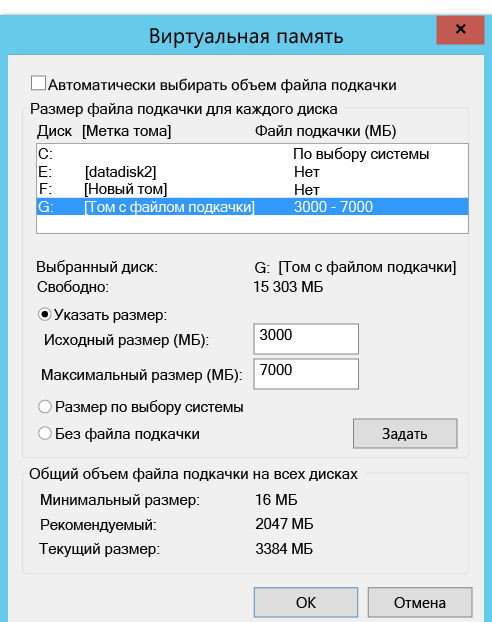 Виртуальная память
×
Автоматически выбирать объем файла подкачки
Размер файла подкачки для каждого диска
Диск [Метка тома] Файл подкачки (МБ)
C: По выбору системы
E: [datadisk2] Нет
F: [Новый том] Нет
G: [Том с файлом подкачки] 3000 - 7000
Выбранный диск: G: [Том с файлом подкачки]
Свободно: 15 303 МБ
Указать размер:
Исходный размер (МБ): 3000
Максимальный размер (МБ): 7000
Размер по выбору системы
Без файла подкачки Задать
Общий объем файла подкачки на всех дисках
Минимальный размер: 16 МБ
Рекомендуемый: 2047 МБ
Текущий размер: 3384 МБ
ОК Отмена